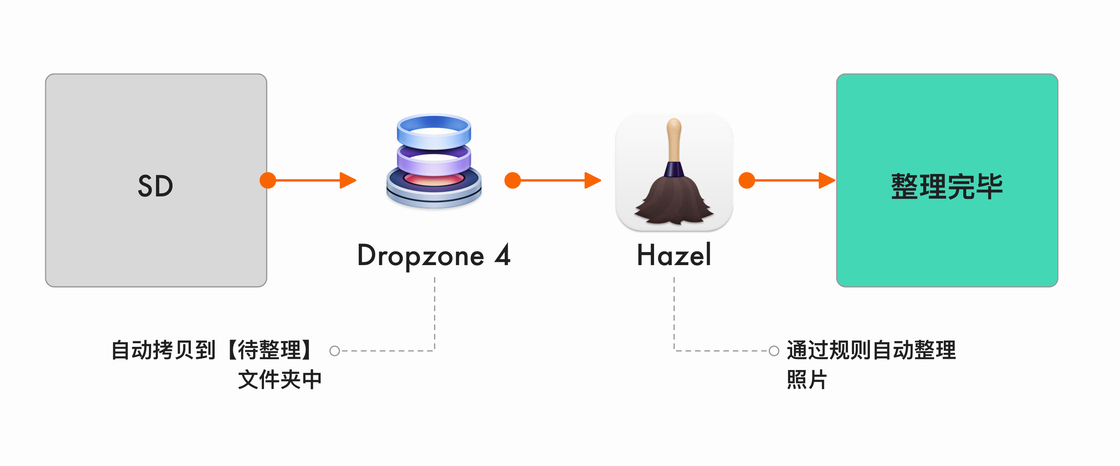 SD
Dropzone 4
Hazel
整理完毕
自动拷贝到【待整理】
文件夹中
通过规则自动整理
照片